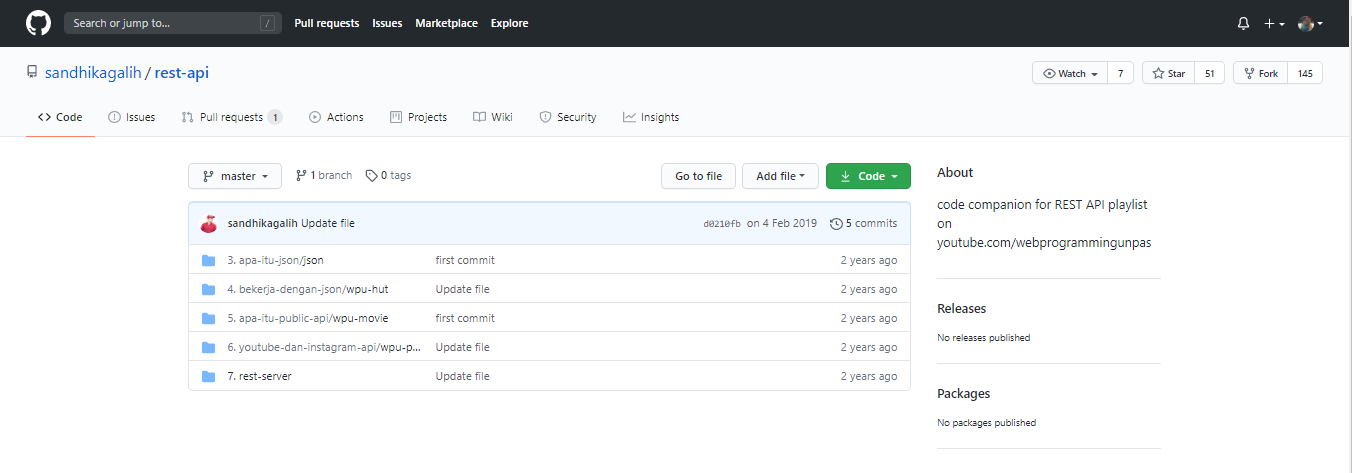 Search or jump to... / Pull requests Issues Marketplace Explore
sandhikagalih / rest-api Watch 7 Star 51 Fork 145
Code Issues Pull requests 1 Actions Projects Wiki Security Insights
master 1 branch 0 tags Go to file Add file Code
sandhikagalih Update file d0210fb on 4 Feb 2019 5 commits
3. apa-itu-json/json first commit 2 years ago
4. bekerja-dengan-json/wpu-hut Update file 2 years ago
5. apa-itu-public-api/wpu-movie first commit 2 years ago
6. youtube-dan-instagram-api/wpu-p... Update file 2 years ago
7. rest-server Update file 2 years ago
About
code companion for REST API playlist
on
youtube.com/webprogrammingunpas
Releases
No releases published
Packages
No packages published